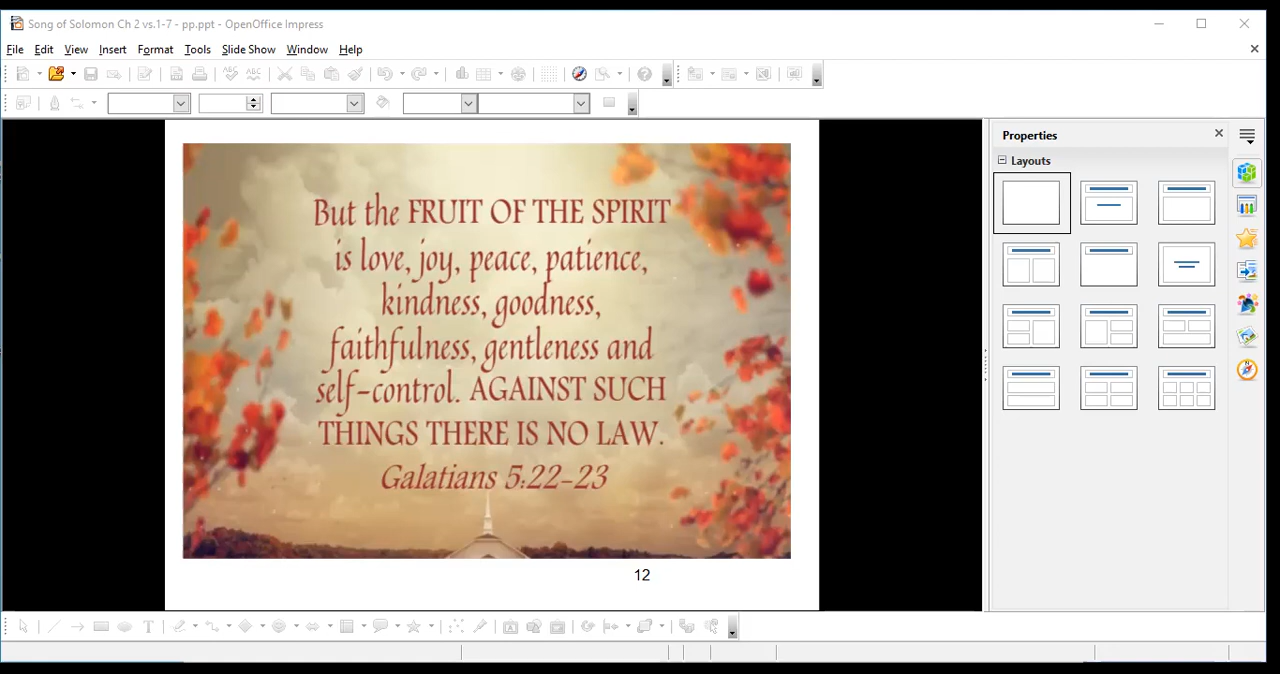 Song of Solomon Ch 2 vs.1-7 - pp.ppt - OpenOffice Impress
File Edit View Insert Format Tools Slide Show Window Help
But the FRUIT OF THE SPIRIT
is love, joy, peace, patience,
kindness, goodness,
faithfulness, gentleness and
self-control. AGAINST SUCH
THINGS THERE IS NO LAW.
Galatians 5:22-23
12
Properties
Layouts